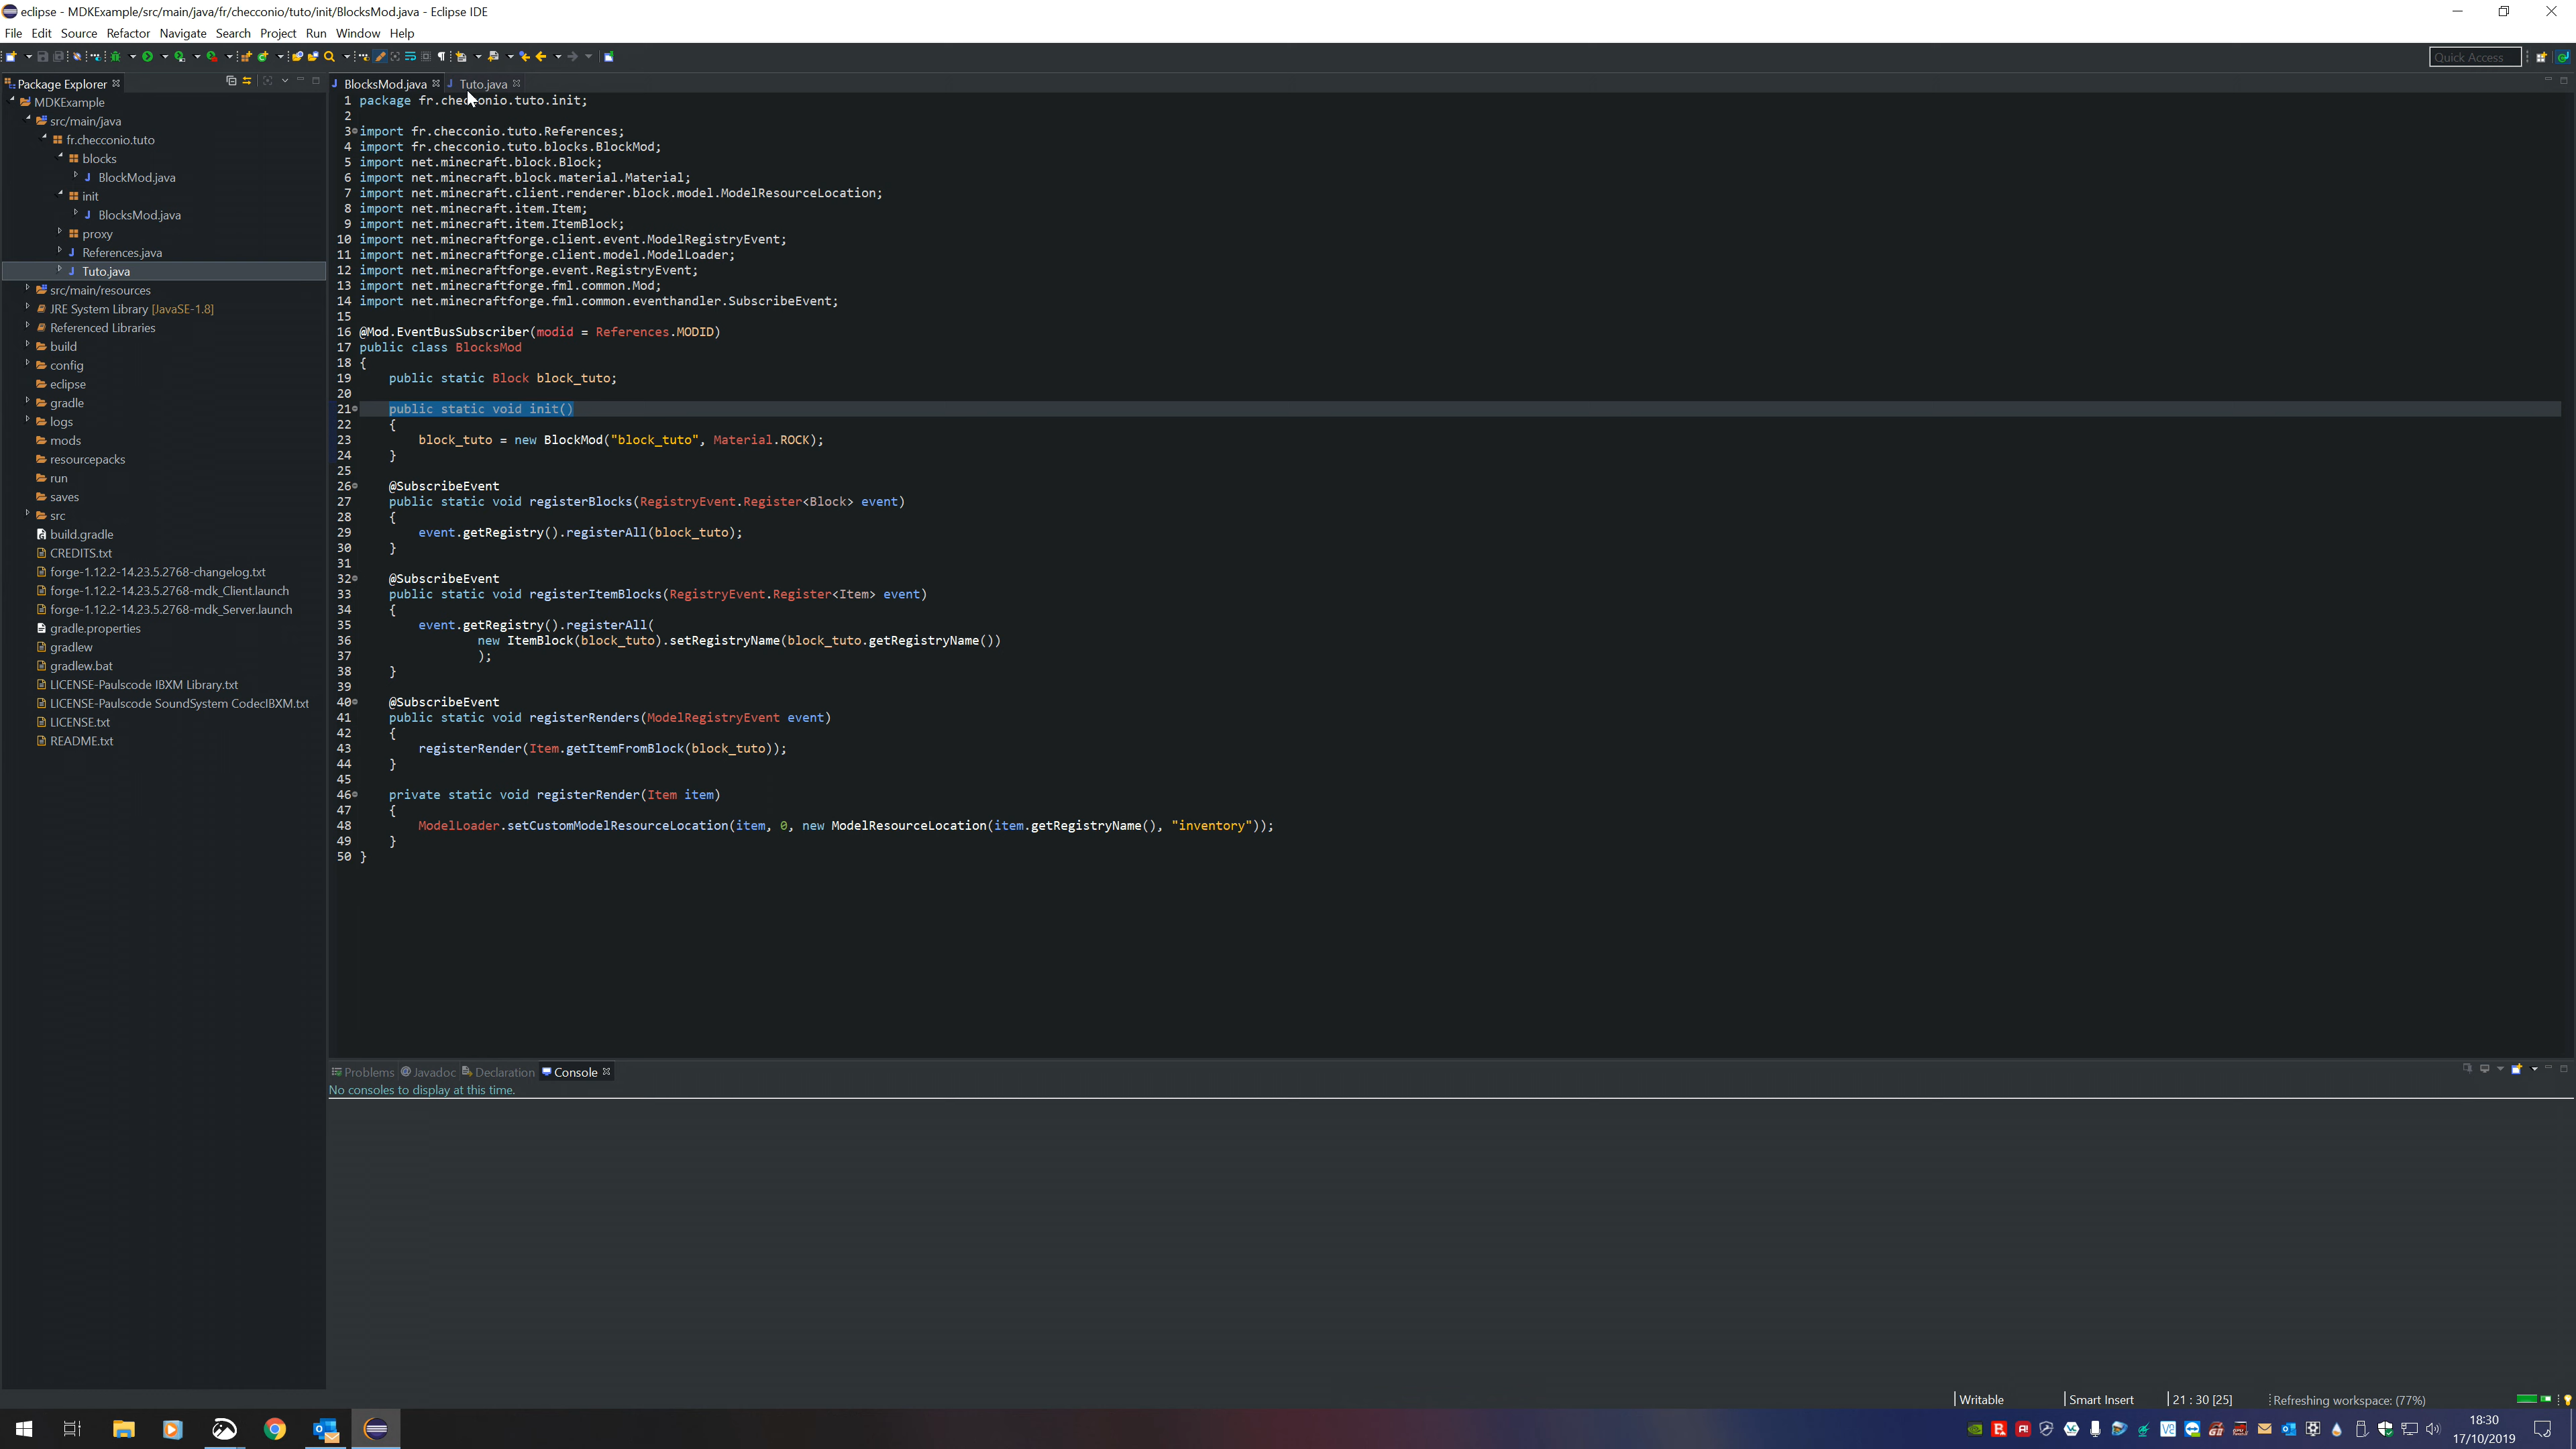 eclipse - MDKExample/src/main/java/fr/checconio/tuto/init/BlocksMod.java - Eclipse IDE
File Edit Source Refactor Navigate Search Project Run Window Help
Quick Access
Package Explorer
MDKExample
src/main/java
fr.checconio.tuto
blocks
BlockMod.java
init
BlocksMod.java
proxy
References.java
Tuto.java
src/main/resources
JRE System Library [JavaSE-1.8]
Referenced Libraries
build
config
eclipse
gradle
logs
mods
resourcepacks
run
saves
src
build.gradle
CREDITS.txt
forge-1.12.2-14.23.5.2768-changelog.txt
forge-1.12.2-14.23.5.2768-mdk_Client.launch
forge-1.12.2-14.23.5.2768-mdk_Server.launch
gradle.properties
gradlew
gradlew.bat
LICENSE-Paulscode IBXM Library.txt
LICENSE-Paulscode SoundSystem CodecIBXM.txt
LICENSE.txt
README.txt
BlocksMod.java Tuto.java
1 package fr.checconio.tuto.init;
2
3 import fr.checconio.tuto.References;
4 import fr.checconio.tuto.blocks.BlockMod;
5 import net.minecraft.block.Block;
6 import net.minecraft.block.material.Material;
7 import net.minecraft.client.renderer.block.model.ModelResourceLocation;
8 import net.minecraft.item.Item;
9 import net.minecraft.item.ItemBlock;
10 import net.minecraftforge.client.event.ModelRegistryEvent;
11 import net.minecraftforge.client.model.ModelLoader;
12 import net.minecraftforge.event.RegistryEvent;
13 import net.minecraftforge.fml.common.Mod;
14 import net.minecraftforge.fml.common.eventhandler.SubscribeEvent;
15
16 @Mod.EventBusSubscriber(modid = References.MODID)
17 public class BlocksMod
18 {
19 public static Block block_tuto;
20
21 public static void init()
22 {
23 block_tuto = new BlockMod("block_tuto", Material.ROCK);
24 }
25
26 @SubscribeEvent
27 public static void registerBlocks(RegistryEvent.Register<Block> event)
28 {
29 event.getRegistry().registerAll(block_tuto);
30 }
31
32 @SubscribeEvent
33 public static void registerItemBlocks(RegistryEvent.Register<Item> event)
34 {
35 event.getRegistry().registerAll(
36 new ItemBlock(block_tuto).setRegistryName(block_tuto.getRegistryName())
37 );
38 }
39
40 @SubscribeEvent
41 public static void registerRenders(ModelRegistryEvent event)
42 {
43 registerRender(Item.getItemFromBlock(block_tuto));
44 }
45
46 private static void registerRender(Item item)
47 {
48 ModelLoader.setCustomModelResourceLocation(item, 0, new ModelResourceLocation(item.getRegistryName(), "inventory"));
49 }
50 }
Problems Javadoc Declaration Console
No consoles to display at this time.
Writable Smart Insert 21 : 30 [25] Refreshing workspace: (77%)
18:30
17/10/2019